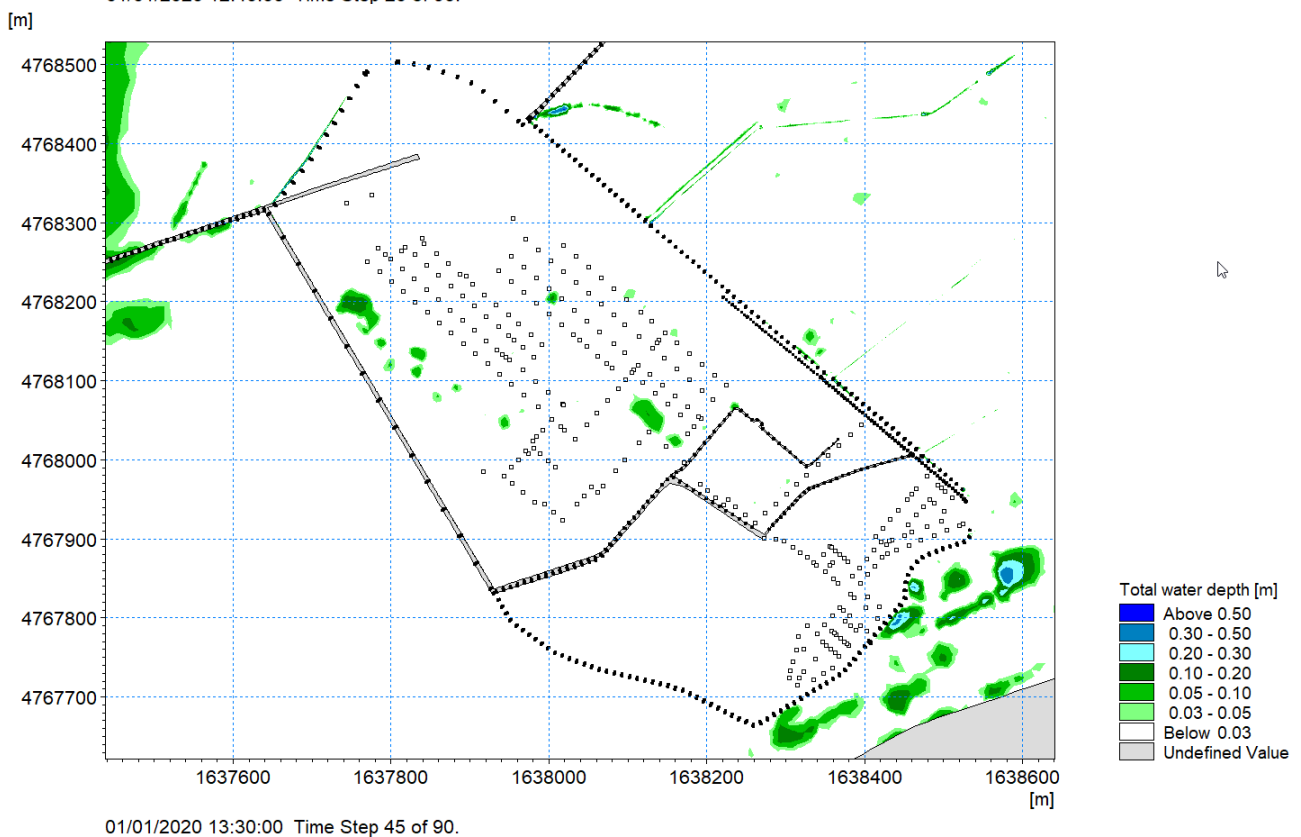 [m]
4768500
4768400
4768300
4768200
4768100
4768000
4767900
4767800
4767700
1637600 1637800 1638000 1638200 1638400 1638600
[m]
Total water depth [m]
Above 0.50
0.30 - 0.50
0.20 - 0.30
0.10 - 0.20
0.05 - 0.10
0.03 - 0.05
Below 0.03
Undefined Value
01/01/2020 13:30:00 Time Step 45 of 90.